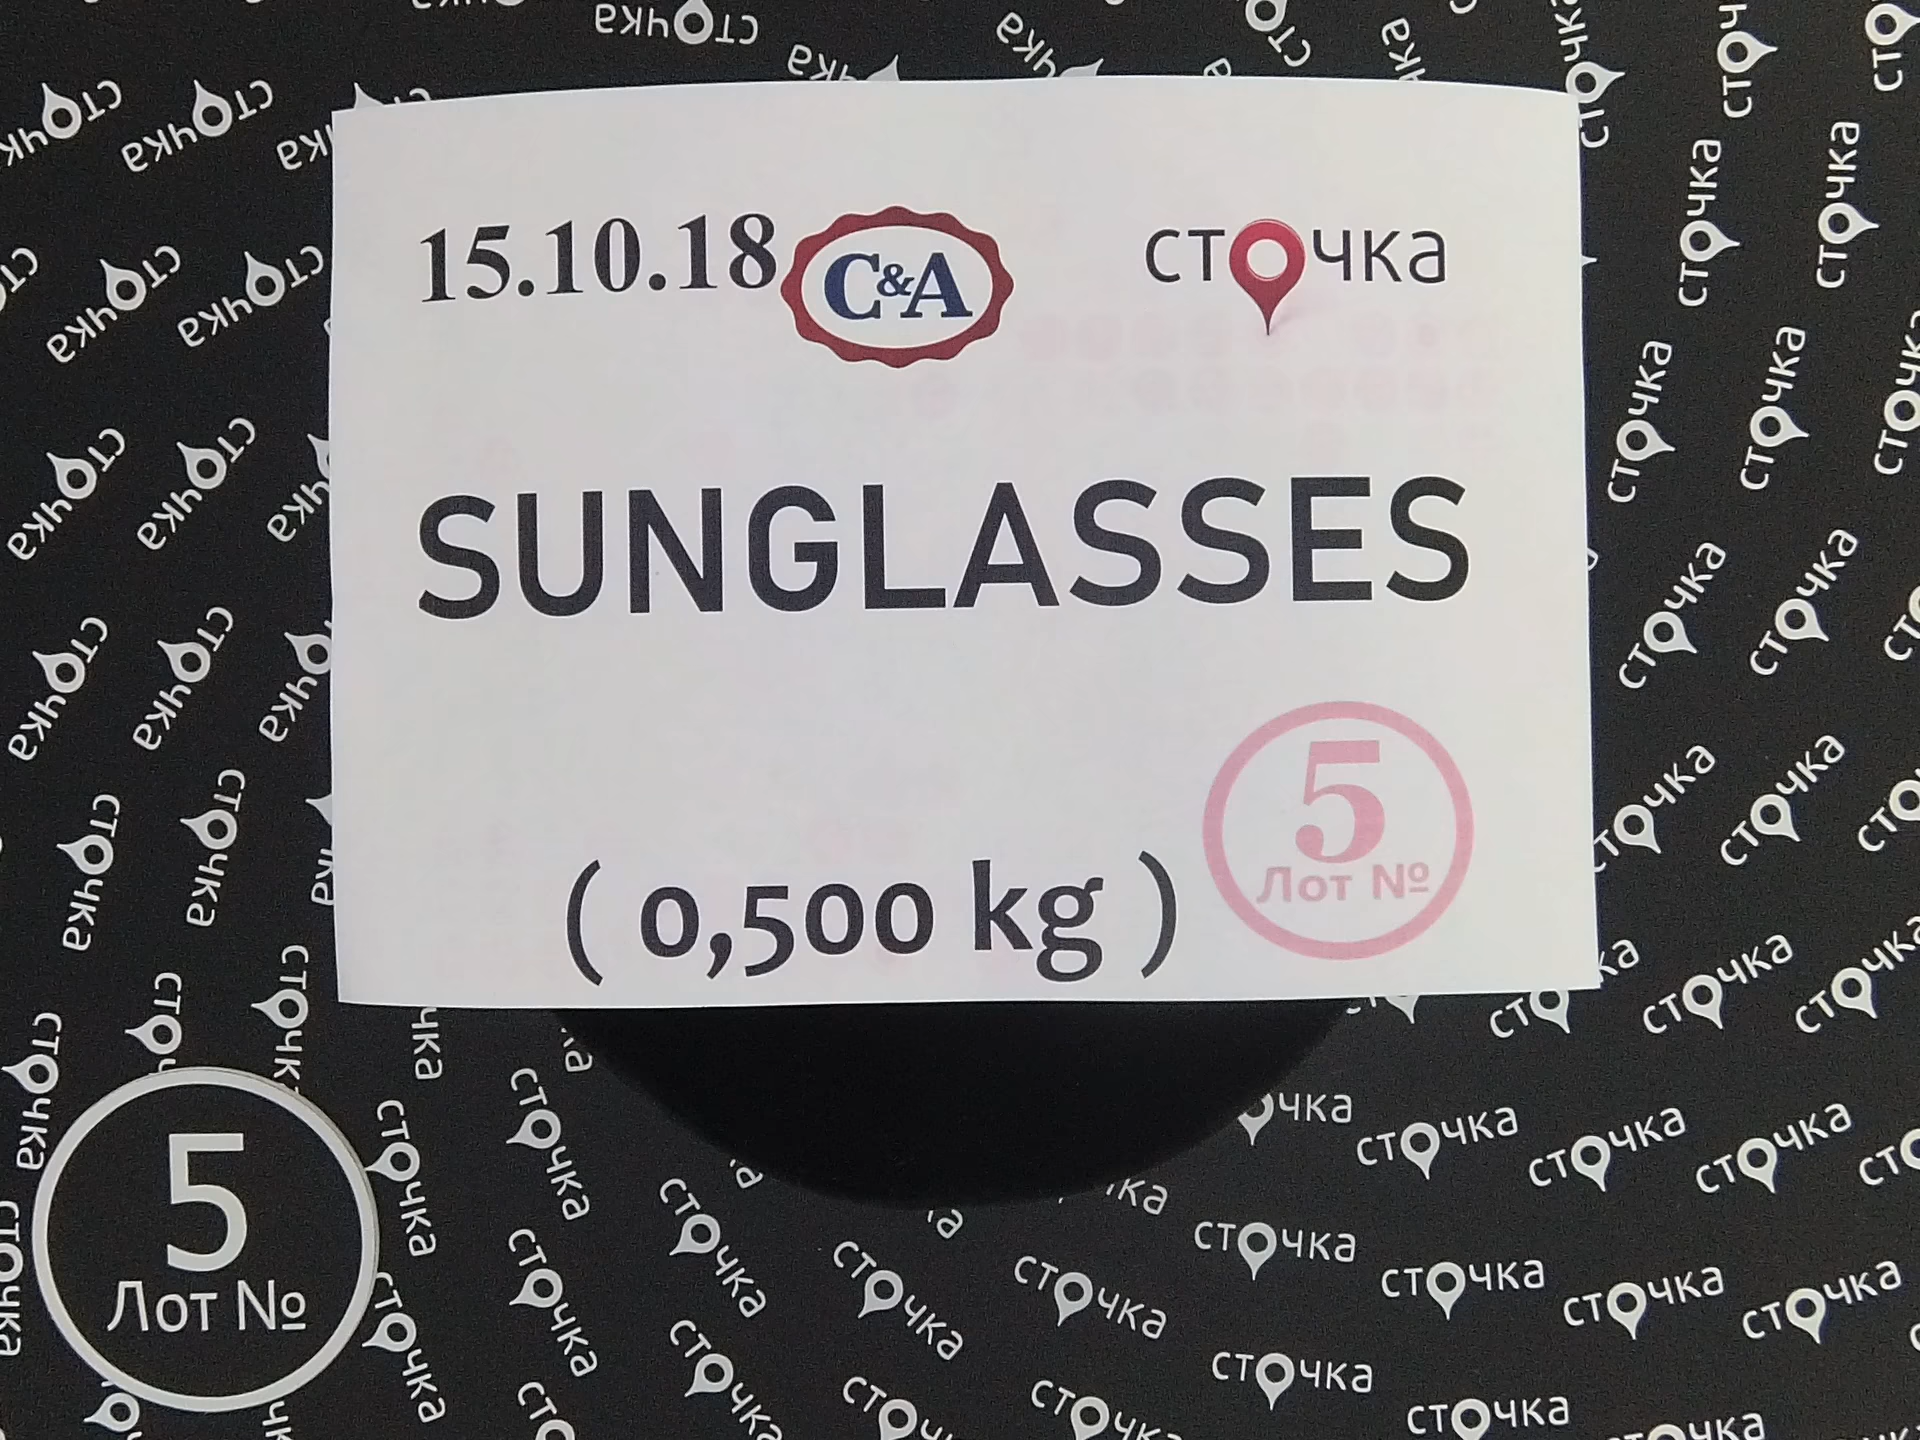 15.10.18 C&A сточка
SUNGLASSES
5
Лот №
( 0,500 kg )
5
Лот №
сточка